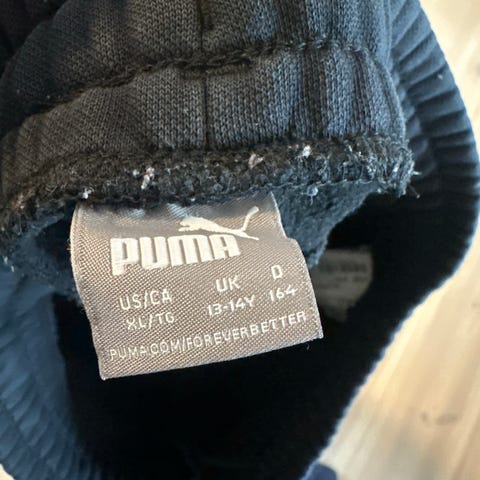 PUMA
US/CA UK D
XL/TG 13-14Y 164
PUMA.COM/FOREVERBETTER